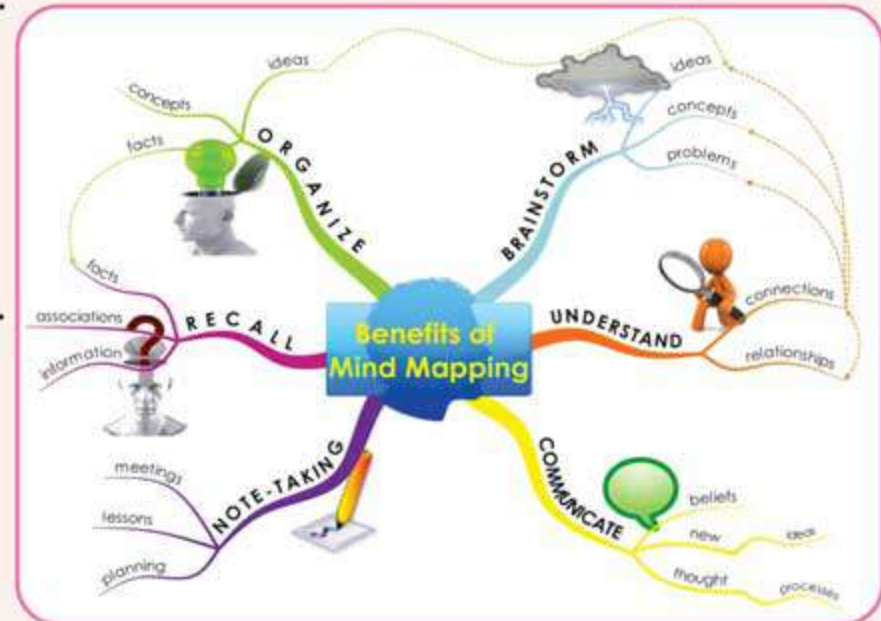 Benefits of
Mind Mapping
ORGANIZE
ideas
concepts
facts
BRAINSTORM
ideas
concepts
problems
UNDERSTAND
connections
relationships
COMMUNICATE
beliefs
new
ideas
thought
processes
NOTE-TAKING
meetings
lessons
planning
RECALL
facts
associations
information